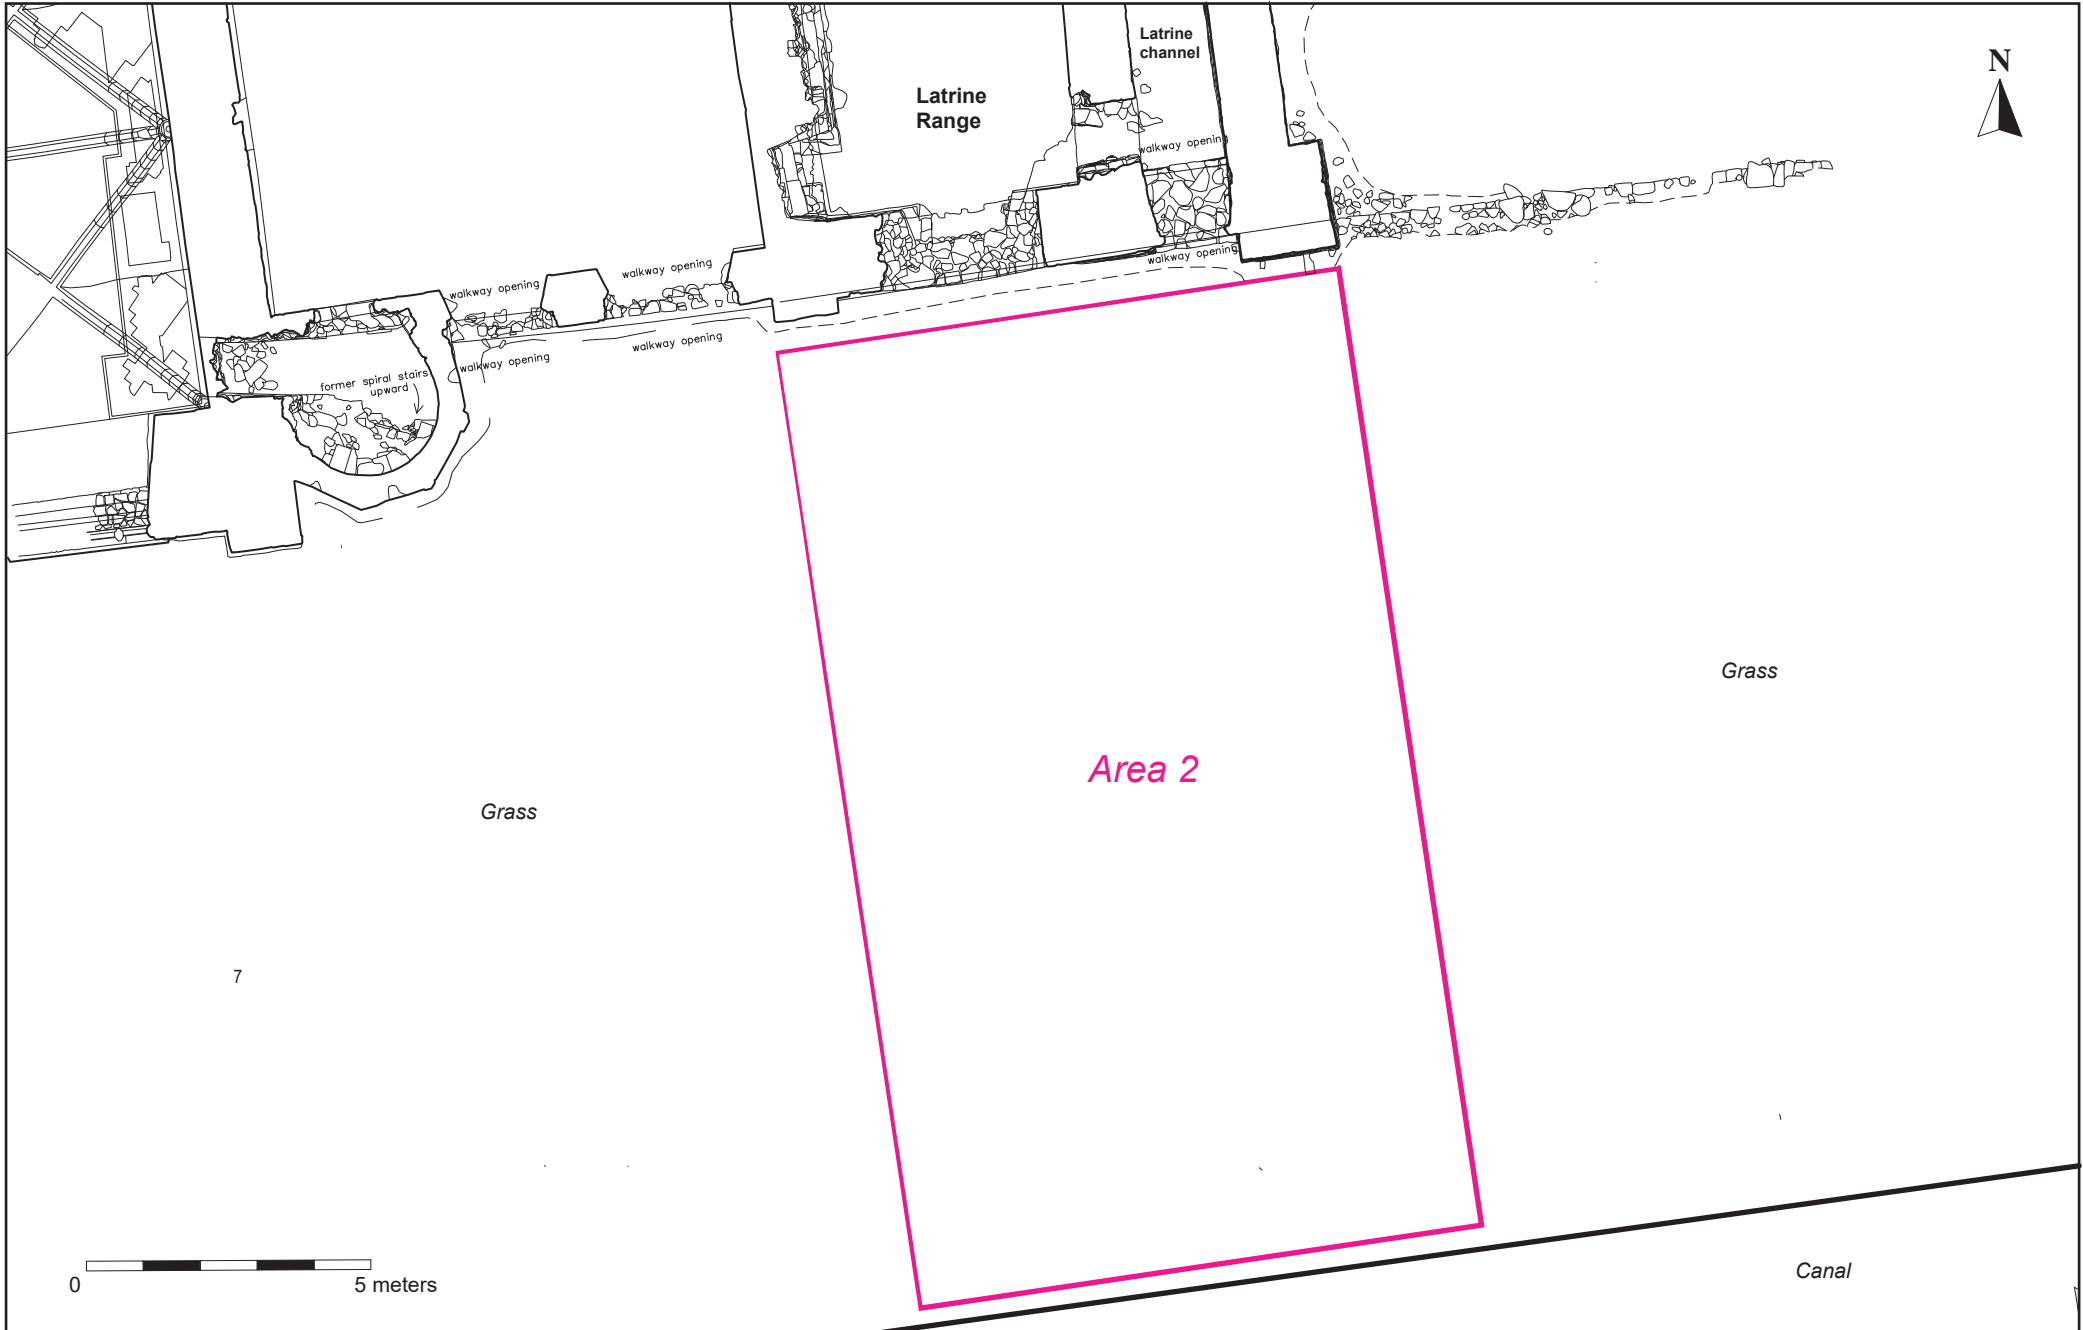 Latrine
channel
N
Latrine
Range
walkway opening
walkway opening
walkway opening
walkway opening
walkway opening
walkway opening
former spiral stairs
upward
Grass
Area 2
Grass
7
0
5 meters
Canal